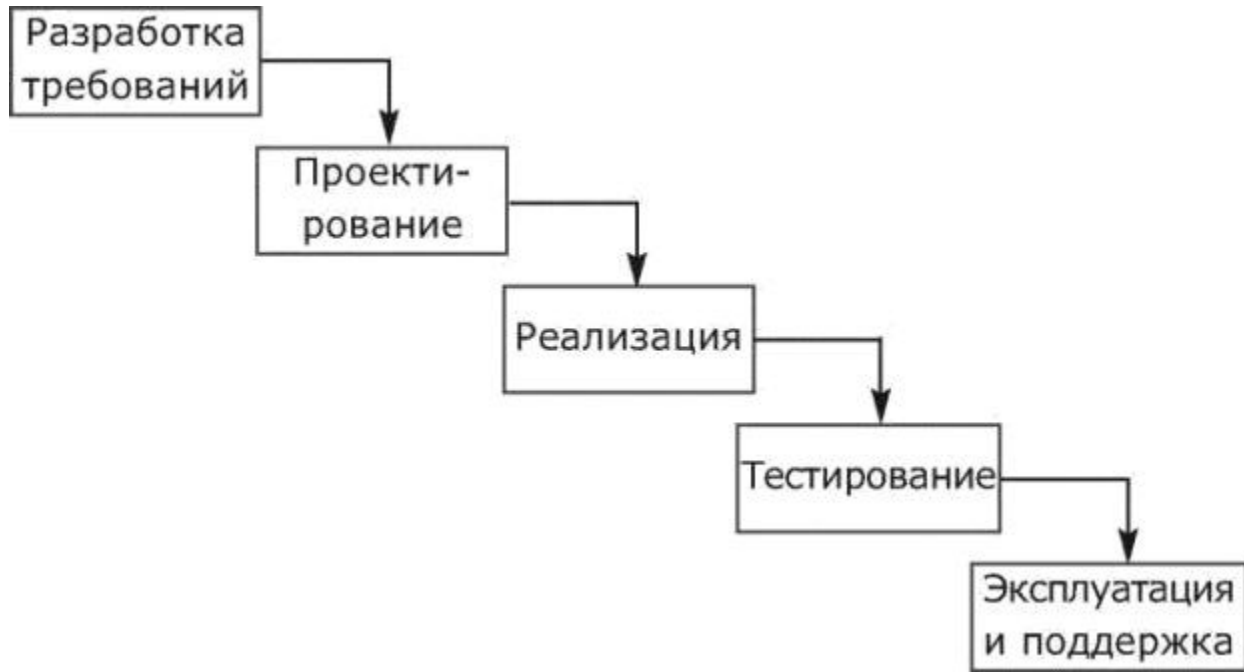 Разработка
требований
Проекти-
рование
Реализация
Тестирование
Эксплуатация
и поддержка